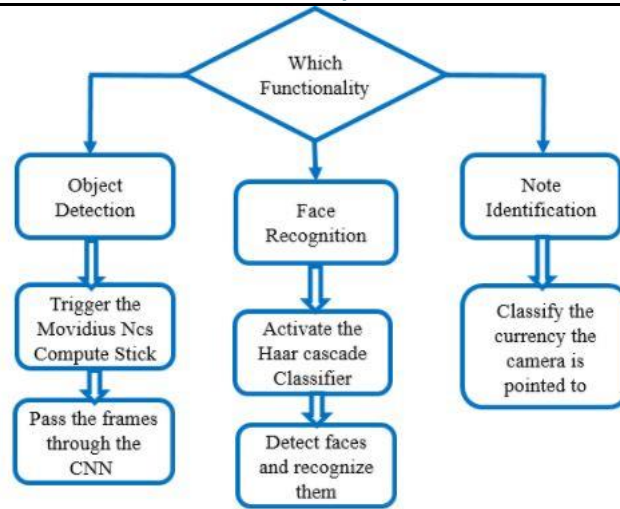 Which
Functionality
Object
Detection
Trigger the
Movidius Ncs
Compute Stick
Pass the frames
through the
CNN
Face
Recognition
Activate the
Haar cascade
Classifier
Detect faces
and recognize
them
Note
Identification
Classify the
currency the
camera is
pointed to